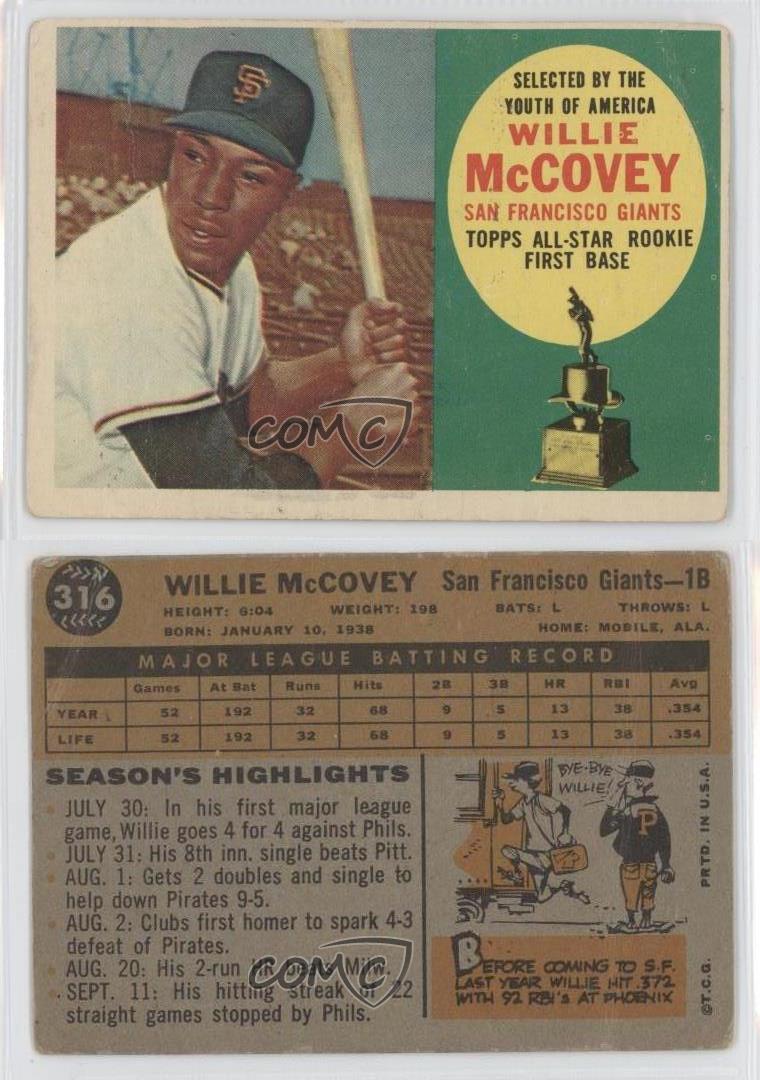 SF
SELECTED BY THE
YOUTH OF AMERICA
WILLIE
McCOVEY
SAN FRANCISCO GIANTS
TOPPS ALL-STAR ROOKIE
FIRST BASE
COMC
316 WILLIE McCOVEY San Francisco Giants—1B
HEIGHT: 6:04 WEIGHT: 198 BATS: L THROWS: L
BORN: JANUARY 10, 1938 HOME: MOBILE, ALA.
MAJOR LEAGUE BATTING RECORD
Games At Bat Runs Hits 2B 3B HR RBI Avg
YEAR 52 192 32 68 9 5 13 38 .354
LIFE 52 192 32 68 9 5 13 38 .354
SEASON'S HIGHLIGHTS
JULY 30: In his first major league
game, Willie goes 4 for 4 against Phils.
JULY 31: His 8th inn. single beats Pitt.
AUG. 1: Gets 2 doubles and single to
help down Pirates 9-5.
AUG. 2: Clubs first homer to spark 4-3
defeat of Pirates.
AUG. 20: His 2-run HR beats Milw.
SEPT. 11: His hitting streak of 22
straight games stopped by Phils.
COMC
BYE-BYE
WILLIE!
P
BEFORE COMING TO S.F.
LAST YEAR WILLIE HIT .372
WITH 92 RBI'S AT PHOENIX
©T.C.G. PRTD. IN U.S.A.